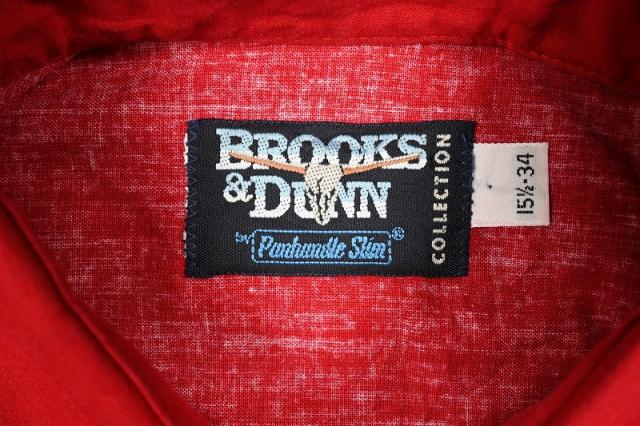 BROOKS
& DUNN
by Panhandle Slim®
COLLECTION
15½-34